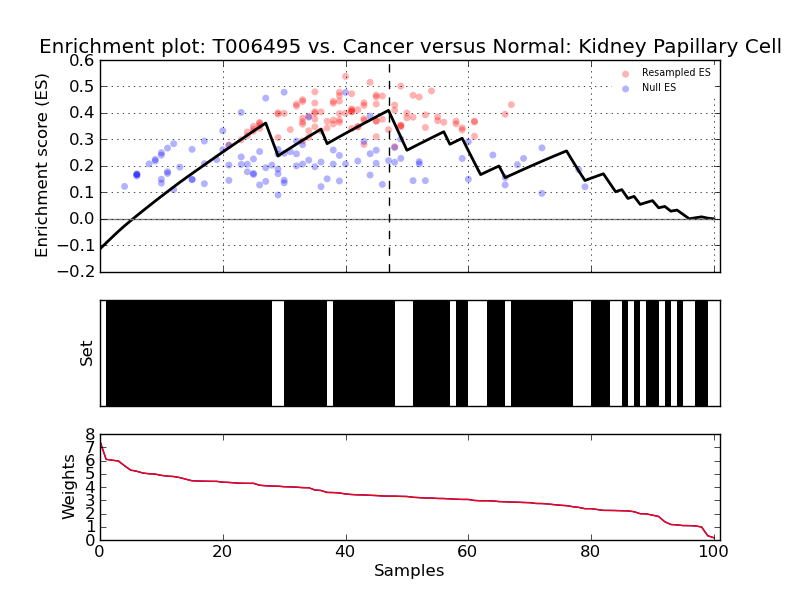 Enrichment plot: T006495 vs. Cancer versus Normal: Kidney Papillary Cell
Enrichment score (ES)
0.6
0.5
0.4
0.3
0.2
0.1
0.0
−0.1
−0.2
Resampled ES
Null ES
Set
Weights
8
7
6
5
4
3
2
1
0
0 20 40 60 80 100
Samples